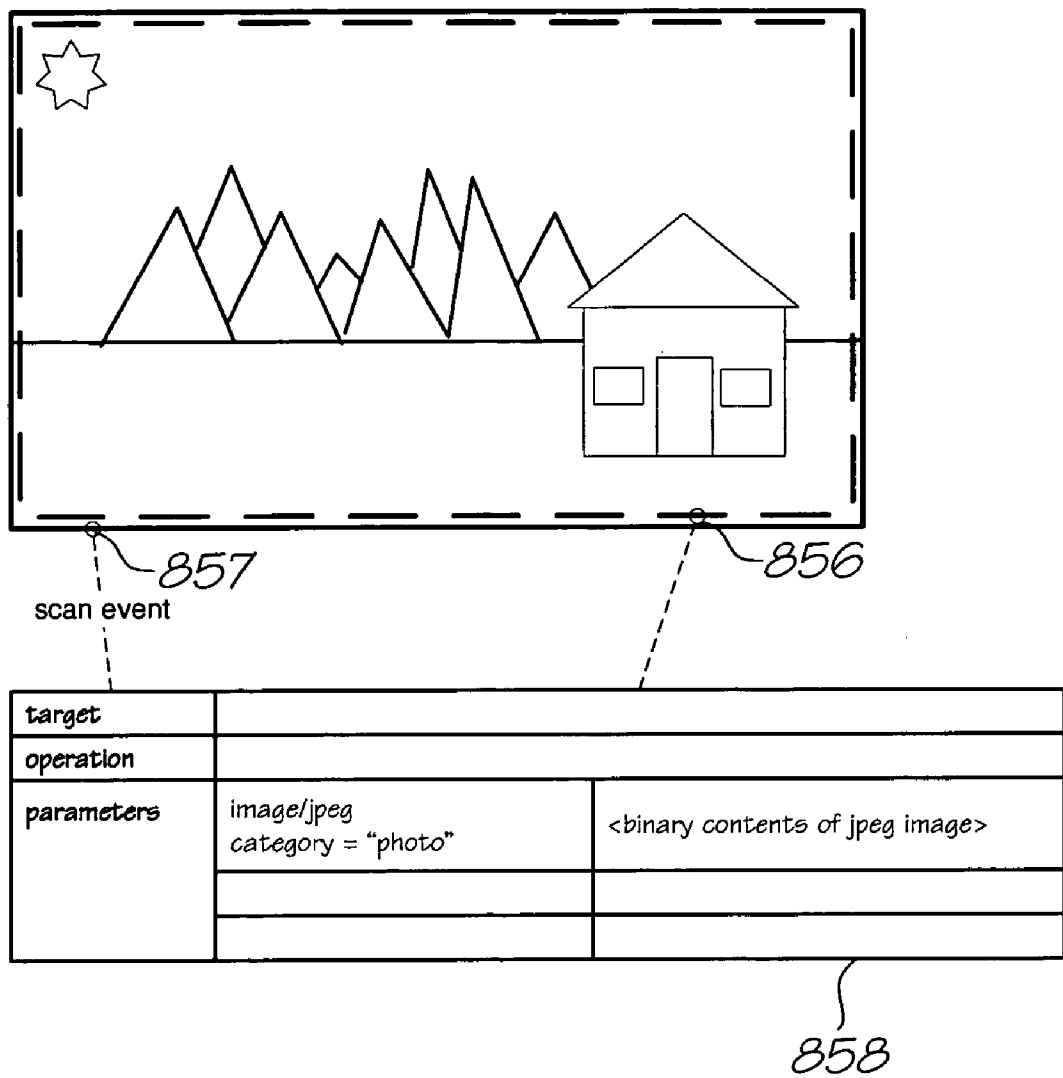 857
856
scan event
target
operation
parameters
image/jpeg
category = “photo”
<binary contents of jpeg image>
858